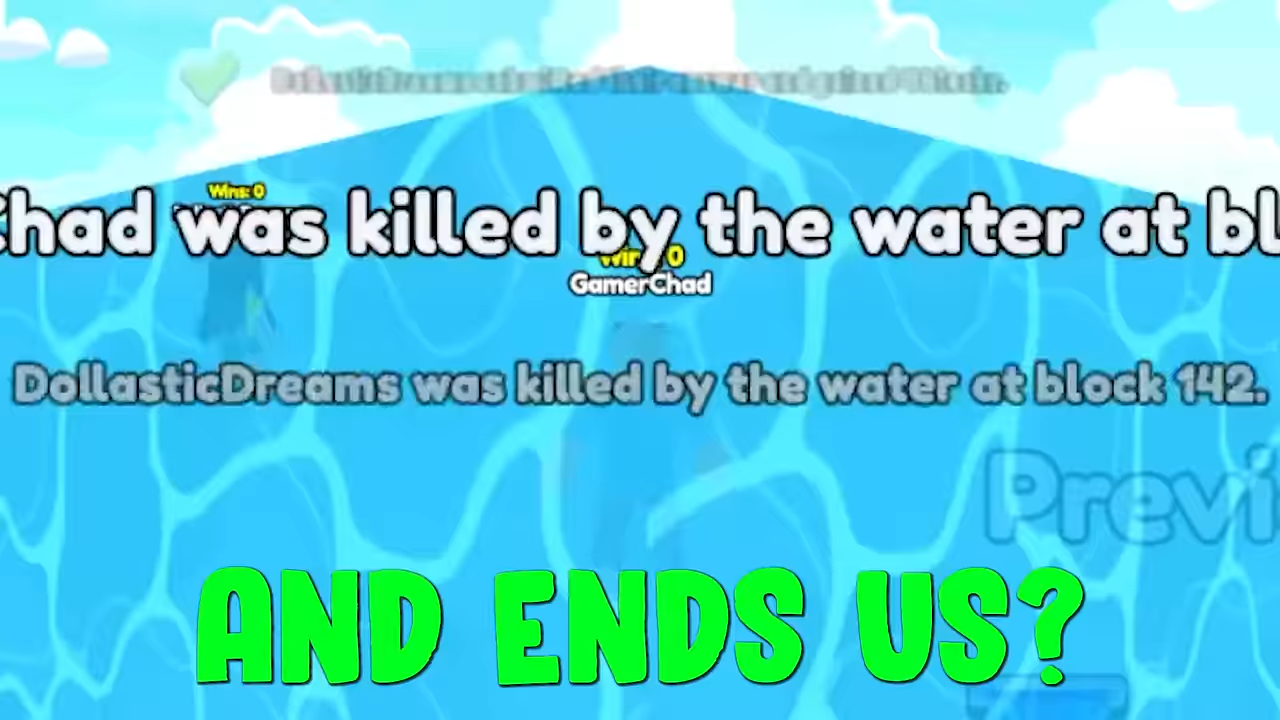 Wins: 0
Chad was killed by the water at bl
0
GamerChad
DollasticDreams was killed by the water at block 142.
Previ
AND ENDS US?